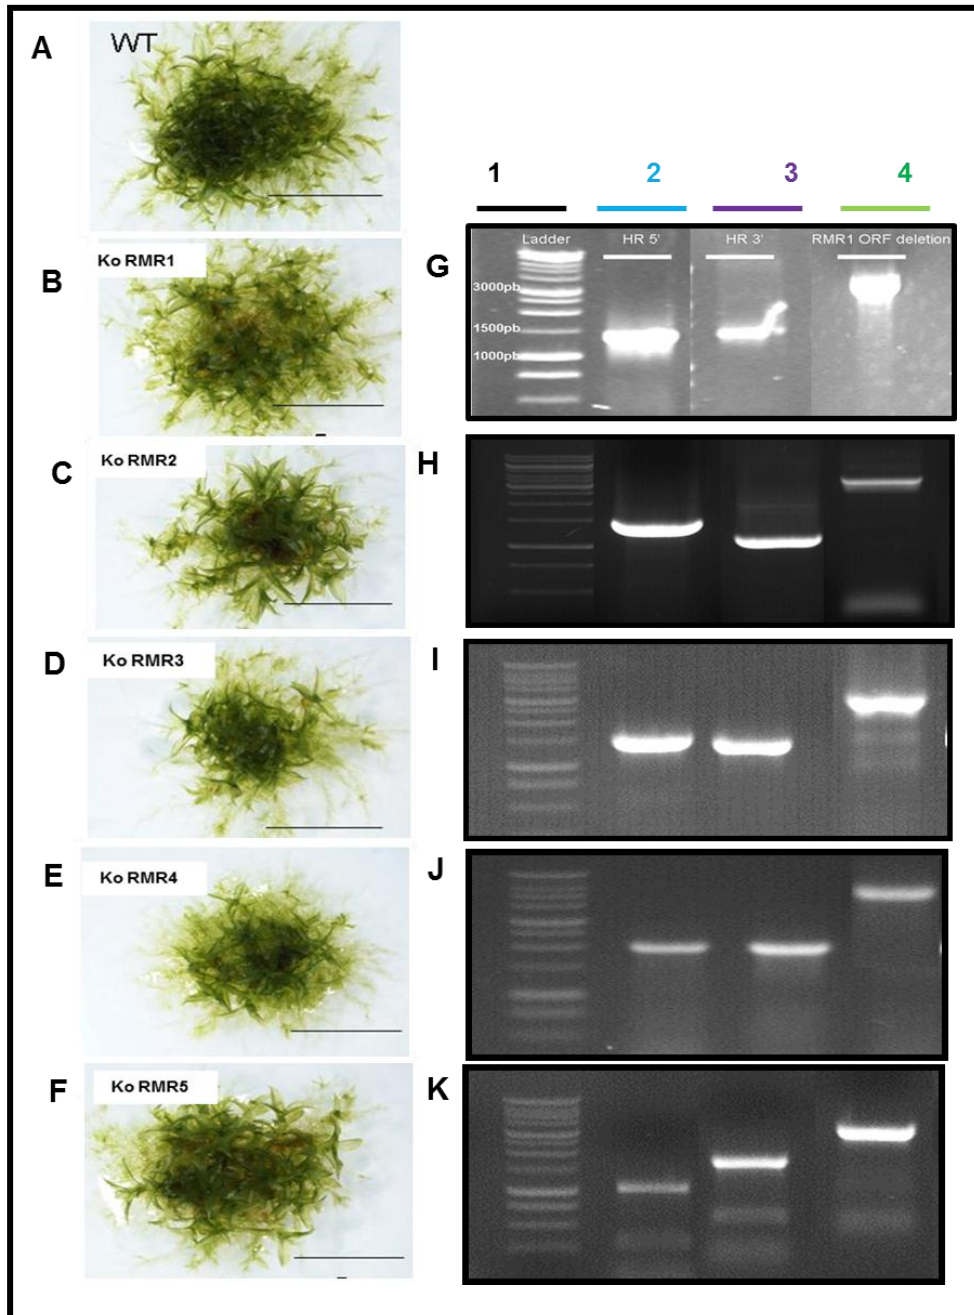 A
WT
1 2 3 4
B
Ko RMR1
G
Ladder HR 5' HR 3' RMR1 ORF deletion
3000pb
1500pb
1000pb
C
Ko RMR2
H
D
Ko RMR3
I
E
Ko RMR4
J
F
Ko RMR5
K